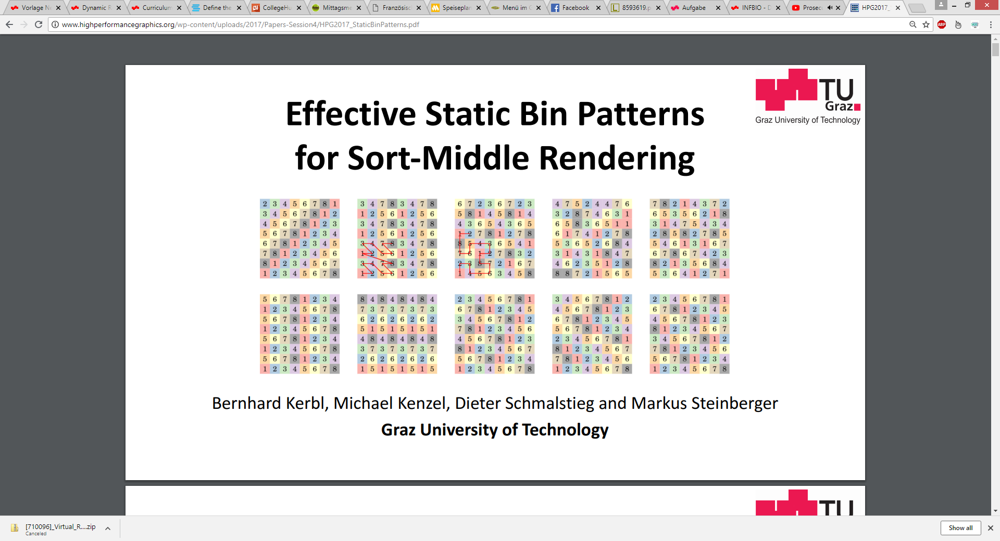 Vorlage N
Dynamic R
Curriculum
Define the
CollegeHu
Mittagsme
Französisc
Speiseplan
Menü im
Facebook
8593619.p
Aufgabe
INFBIO - D
Prosec
HPG2017_
www.highperformancegraphics.org/wp-content/uploads/2017/Papers-Session4/HPG2017_StaticBinPatterns.pdf
ABP
TU
Graz
Graz University of Technology
Effective Static Bin Patterns
for Sort-Middle Rendering
2 3 4 5 6 7 8 1 3 4 7 8 3 4 7 8 6 7 2 3 6 7 2 3 4 7 5 2 4 4 7 6 7 8 2 1 4 3 7 2
3 4 5 6 7 8 1 2 1 2 5 6 1 2 5 6 5 8 1 4 5 8 1 4 3 2 8 7 4 6 3 1 6 5 3 5 6 2 1 8
4 5 6 7 8 1 2 3 3 4 7 8 3 4 7 8 4 3 6 5 4 3 6 5 6 5 8 3 6 5 1 1 3 1 4 7 5 4 3 4
5 6 7 8 1 2 3 4 1 2 5 6 1 2 5 6 1 2 7 8 1 2 7 8 6 1 7 4 1 2 7 8 2 8 5 8 2 7 8 5
6 7 8 1 2 3 4 5 3 4 7 8 3 4 7 8 8 5 4 3 6 5 4 1 5 3 6 5 2 6 8 4 5 4 6 1 3 1 6 7
7 8 1 2 3 4 5 6 1 2 5 6 1 2 5 6 7 6 1 2 7 8 3 2 3 1 4 3 1 8 4 7 6 7 8 6 7 4 2 3
8 1 2 3 4 5 6 7 3 4 7 8 3 4 7 8 2 3 8 7 2 1 6 7 4 6 2 3 5 1 2 8 8 2 1 3 5 6 8 4
1 2 3 4 5 6 7 8 1 2 5 6 1 2 5 6 1 4 5 6 3 4 5 8 8 8 7 2 1 5 6 5 5 3 6 4 1 2 7 1
5 6 7 8 1 2 3 4 8 4 8 4 8 4 8 4 2 3 4 5 6 7 8 1 3 4 5 6 7 8 1 2 2 3 4 5 6 7 8 1
1 2 3 4 5 6 7 8 7 3 7 3 7 3 7 3 6 7 8 1 2 3 4 5 4 5 6 7 8 1 2 3 6 7 8 1 2 3 4 5
5 6 7 8 1 2 3 4 6 2 6 2 6 2 6 2 3 4 5 6 7 8 1 2 6 7 8 1 2 3 4 5 4 5 6 7 8 1 2 3
1 2 3 4 5 6 7 8 5 1 5 1 5 1 5 1 7 8 1 2 3 4 5 6 5 6 7 8 1 2 3 4 8 1 2 3 4 5 6 7
5 6 7 8 1 2 3 4 4 8 4 8 4 8 4 8 4 5 6 7 8 1 2 3 2 3 4 5 6 7 8 1 3 4 5 6 7 8 1 2
1 2 3 4 5 6 7 8 3 7 3 7 3 7 3 7 8 1 2 3 4 5 6 7 8 1 2 3 4 5 6 7 7 8 1 2 3 4 5 6
5 6 7 8 1 2 3 4 2 6 2 6 2 6 2 6 5 6 7 8 1 2 3 4 7 8 1 2 3 4 5 6 5 6 7 8 1 2 3 4
1 2 3 4 5 6 7 8 1 5 1 5 1 5 1 5 1 2 3 4 5 6 7 8 1 2 3 4 5 6 7 8 1 2 3 4 5 6 7 8
Bernhard Kerbl, Michael Kenzel, Dieter Schmalstieg and Markus Steinberger
Graz University of Technology
TU
[710096]_Virtual_R....zip
Canceled
Show all